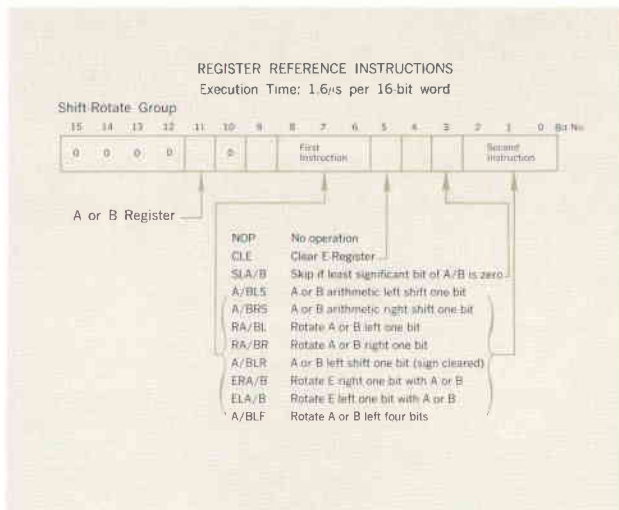 REGISTER REFERENCE INSTRUCTIONS
Execution Time: 1.6μs per 16-bit word
Shift-Rotate Group
15 14 13 12 11 10 9 8 7 6 5 4 3 2 1 0 Bit No.
0 0 0 0 0 First Instruction Second Instruction
A or B Register
NOP No operation
CLE Clear E-Register
SLA/B Skip if least significant bit of A/B is zero
A/BLS A or B arithmetic left shift one bit
A/BRS A or B arithmetic right shift one bit
RA/BL Rotate A or B left one bit
RA/BR Rotate A or B right one bit
A/BLR A or B left shift one bit (sign cleared)
ERA/B Rotate E right one bit with A or B
ELA/B Rotate E left one bit with A or B
A/BLF Rotate A or B left four bits